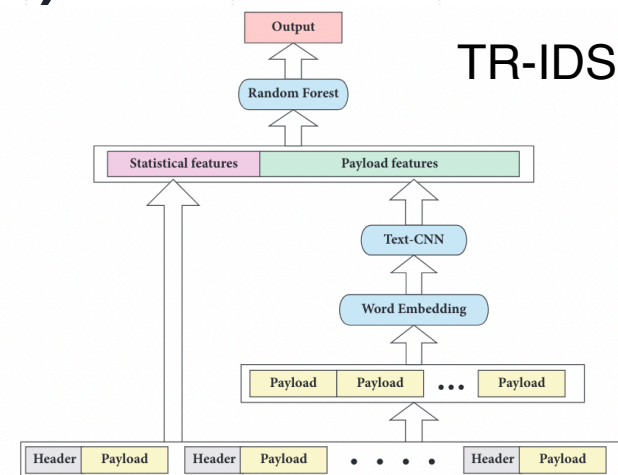 Output
TR-IDS
Random Forest
Statistical features Payload features
Text-CNN
Word Embedding
Payload Payload ••• Payload
Header Payload Header Payload • • • • Header Payload